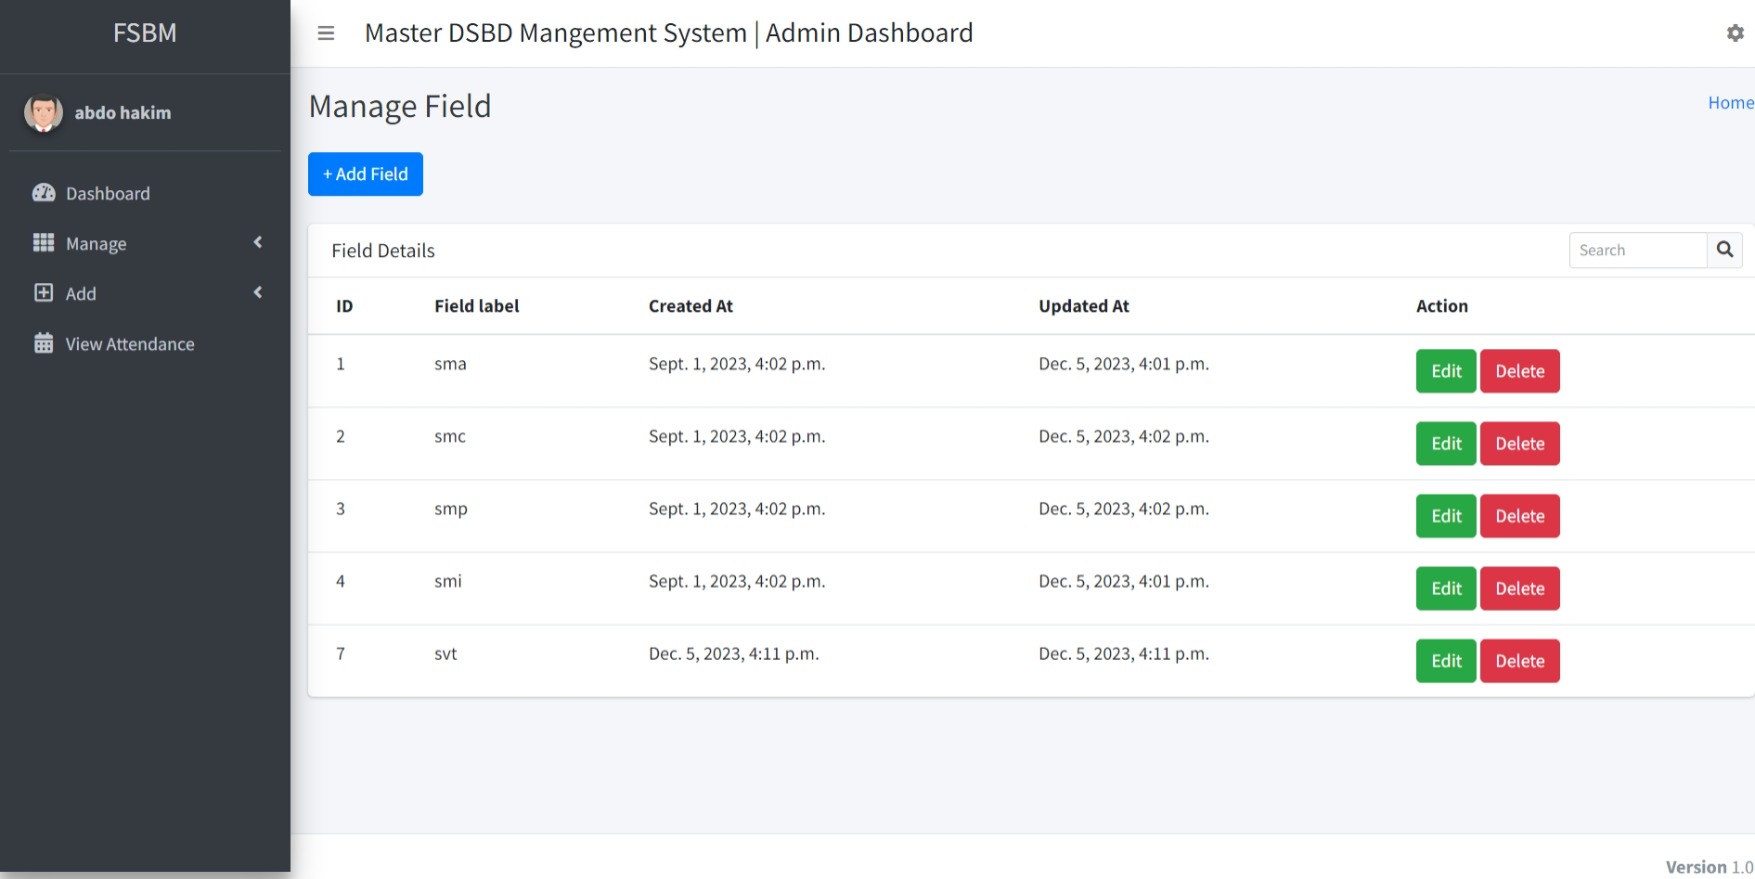 FSBM
Master DSBD Mangement System | Admin Dashboard
abdo hakim
Dashboard
Manage
Add
View Attendance
Manage Field
Home
+ Add Field
Field Details
Search
ID Field label Created At Updated At Action
1 sma Sept. 1, 2023, 4:02 p.m. Dec. 5, 2023, 4:01 p.m. Edit Delete
2 smc Sept. 1, 2023, 4:02 p.m. Dec. 5, 2023, 4:02 p.m. Edit Delete
3 smp Sept. 1, 2023, 4:02 p.m. Dec. 5, 2023, 4:02 p.m. Edit Delete
4 smi Sept. 1, 2023, 4:02 p.m. Dec. 5, 2023, 4:01 p.m. Edit Delete
7 svt Dec. 5, 2023, 4:11 p.m. Dec. 5, 2023, 4:11 p.m. Edit Delete
Version 1.0